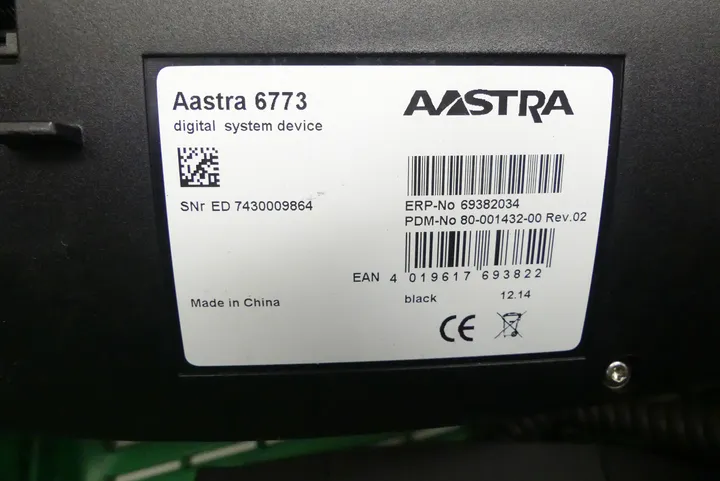 Aastra 6773
AASTRA
digital system device
SNr ED 7430009864
ERP-No 69382034
PDM-No 80-001432-00 Rev.02
EAN 4 019617 693822
Made in China
black 12.14
CE